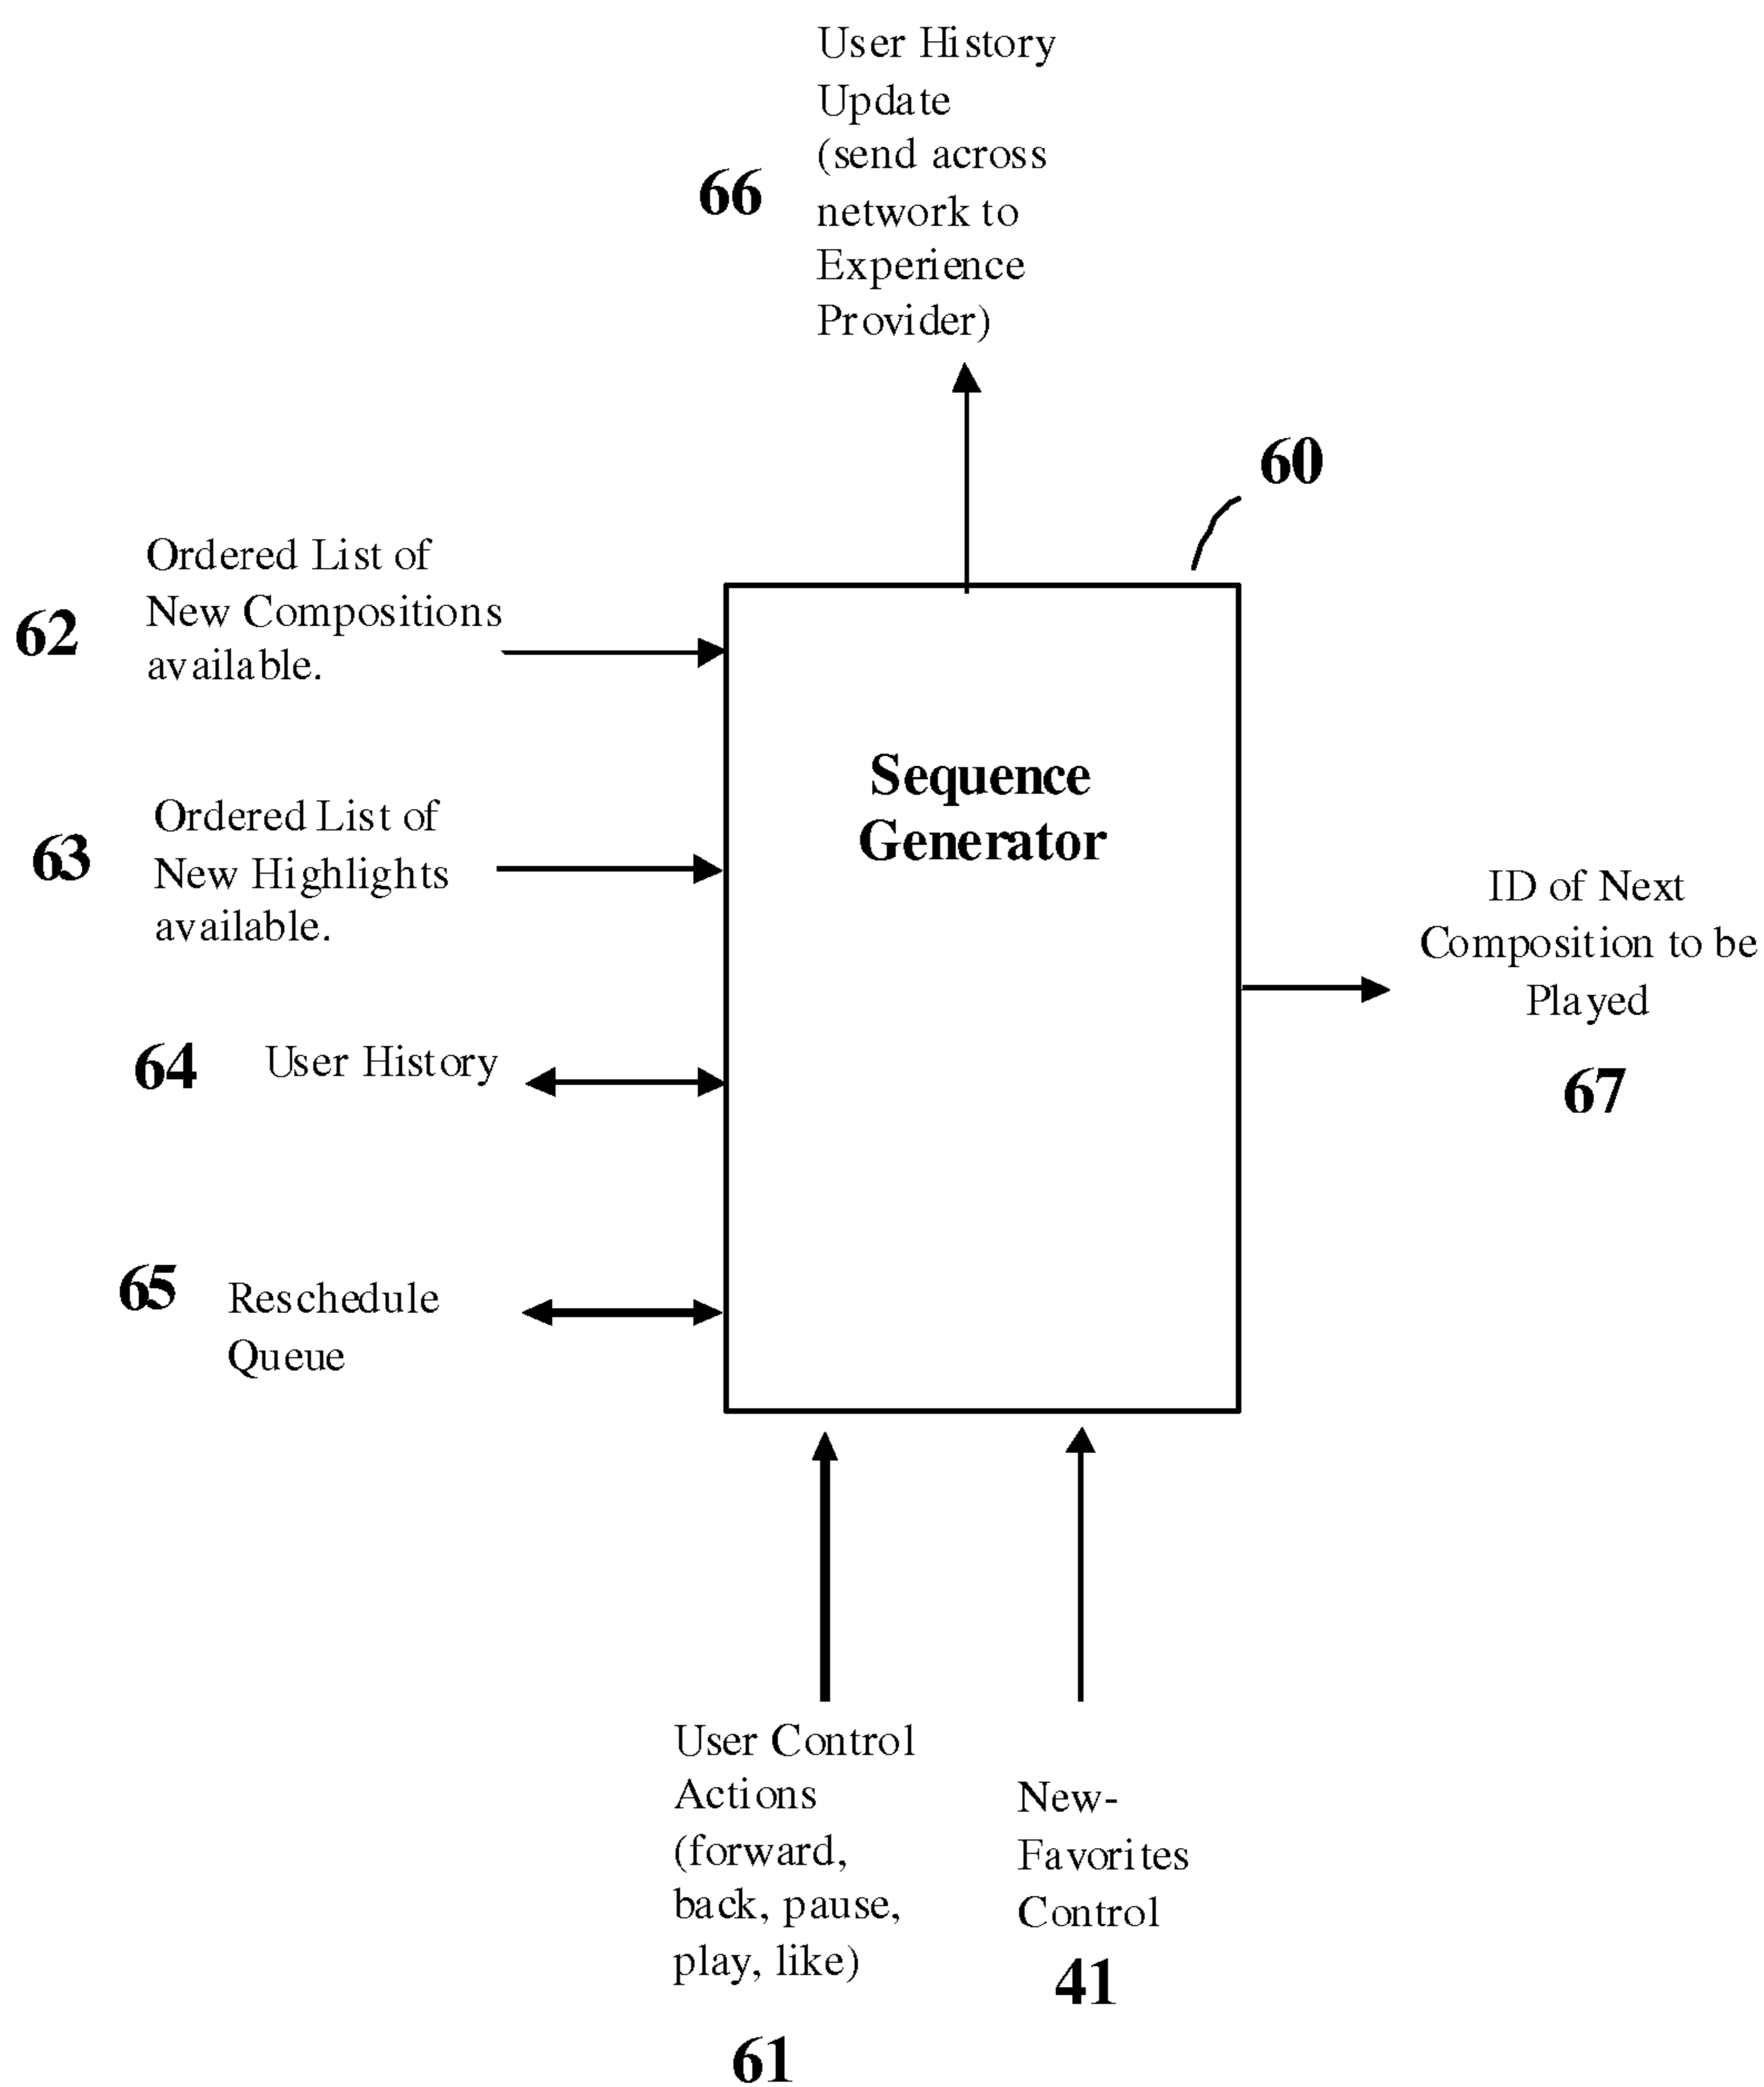 User History
Update
(send across
network to
Experience
Provider)
66
60
Ordered List of
New Compositions
available.
62
Sequence
Generator
Ordered List of
New Highlights
available.
63
ID of Next
Composition to be
Played
67
64
User History
65
Reschedule
Queue
User Control
Actions
(forward,
back, pause,
play, like)
61
New-
Favorites
Control
41